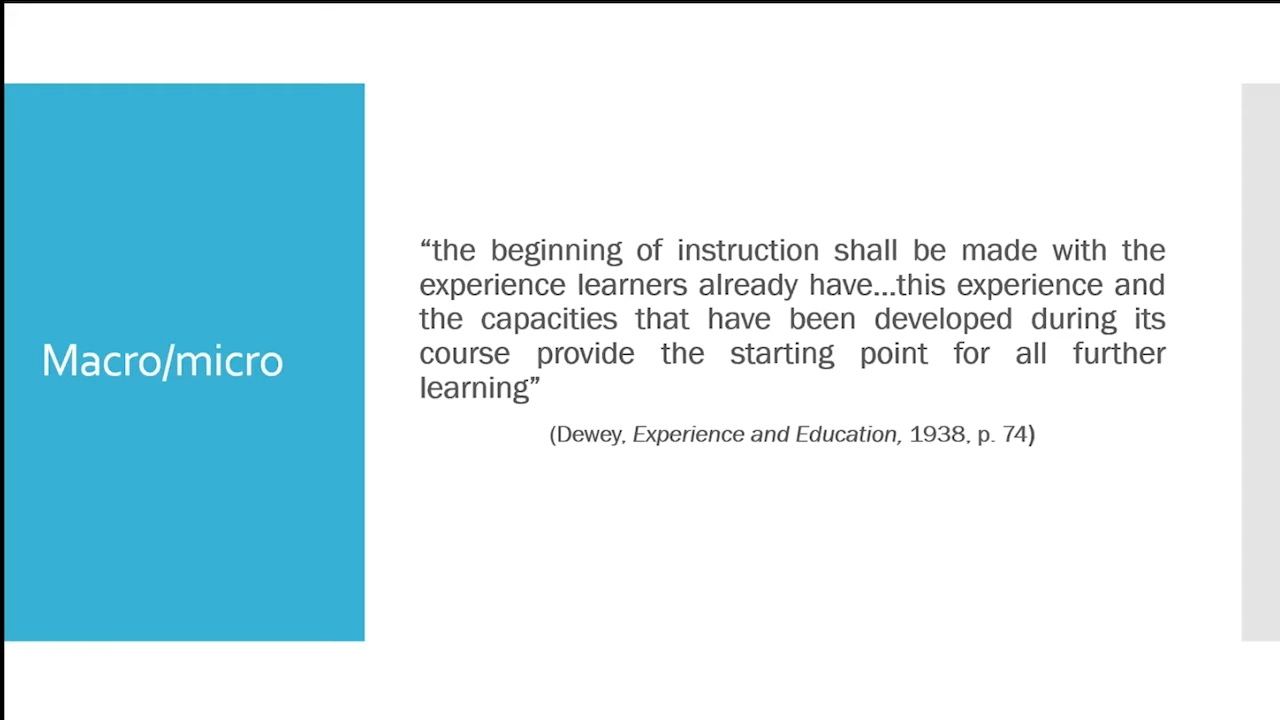 Macro/micro
“the beginning of instruction shall be made with the
experience learners already have...this experience and
the capacities that have been developed during its
course provide the starting point for all further
learning”
(Dewey, Experience and Education, 1938, p. 74)